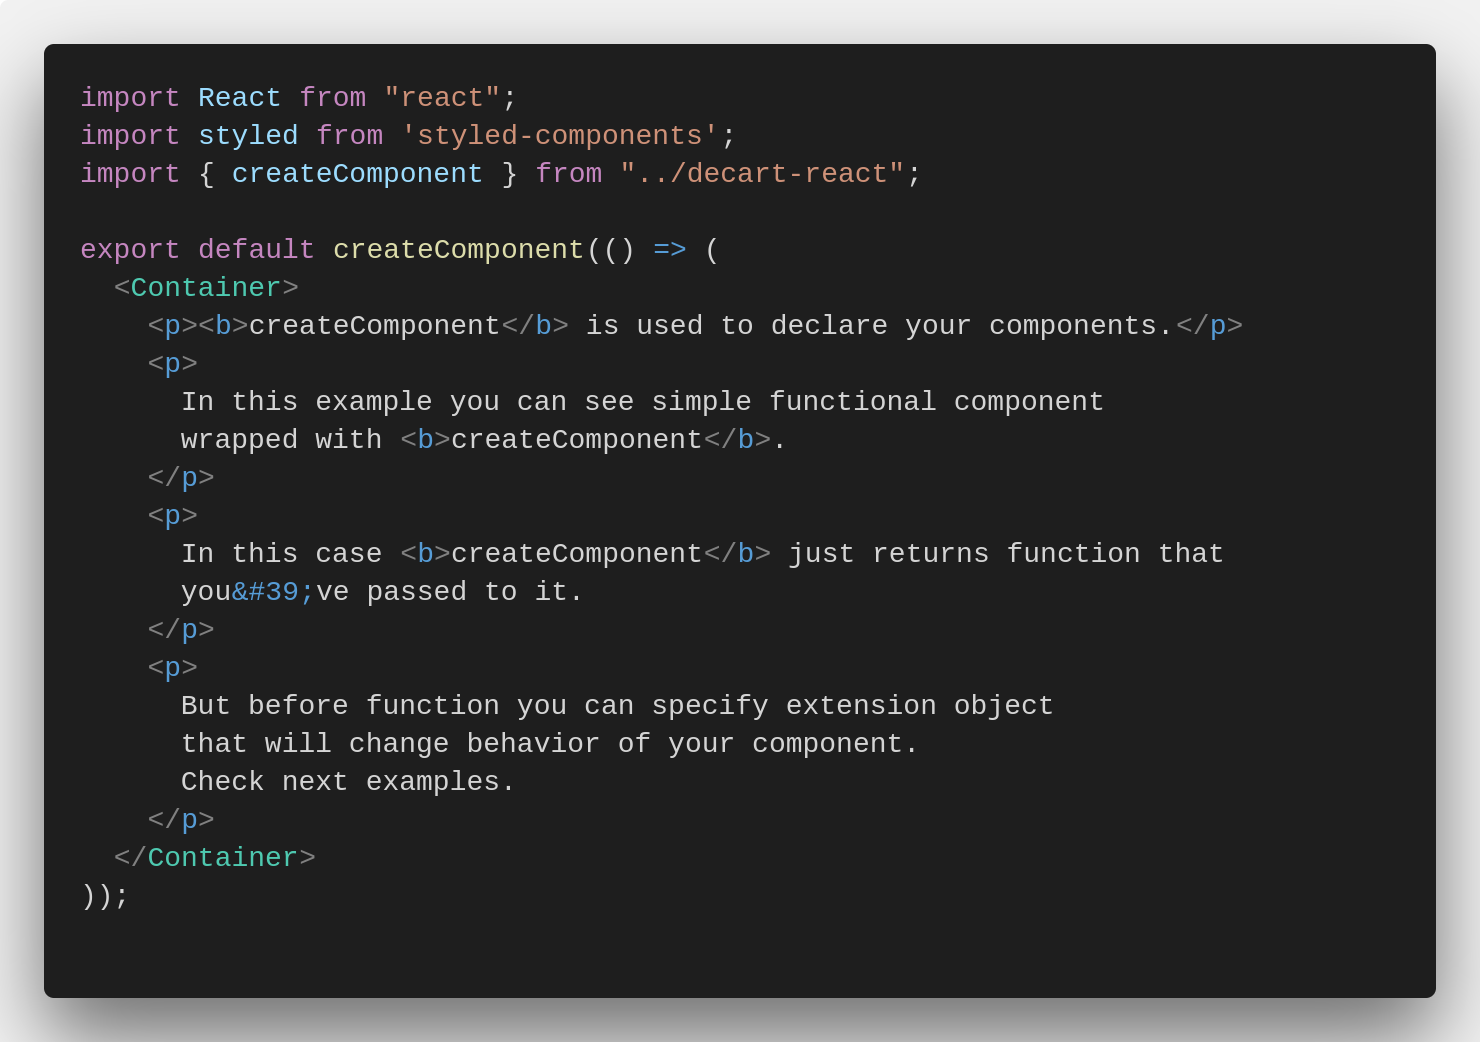 import React from "react";
import styled from 'styled-components';
import { createComponent } from "../decart-react";

export default createComponent(() => (
  <Container>
    <p><b>createComponent</b> is used to declare your components.</p>
    <p>
      In this example you can see simple functional component
      wrapped with <b>createComponent</b>.
    </p>
    <p>
      In this case <b>createComponent</b> just returns function that
      you&#39;ve passed to it.
    </p>
    <p>
      But before function you can specify extension object
      that will change behavior of your component.
      Check next examples.
    </p>
  </Container>
));